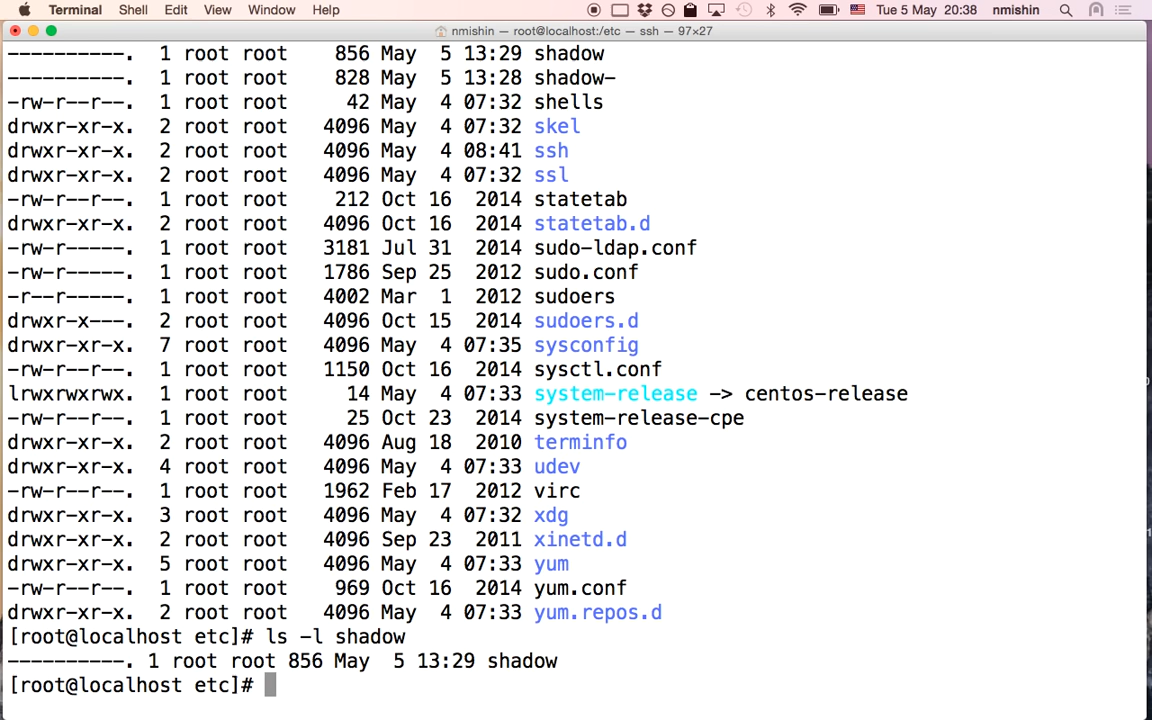 Terminal Shell Edit View Window Help Tue 5 May 20:38 nmishin
nmishin — root@localhost:/etc — ssh — 97×27
----------. 1 root root 856 May 5 13:29 shadow
----------. 1 root root 828 May 5 13:28 shadow-
-rw-r--r--. 1 root root 42 May 4 07:32 shells
drwxr-xr-x. 2 root root 4096 May 4 07:32 skel
drwxr-xr-x. 2 root root 4096 May 4 08:41 ssh
drwxr-xr-x. 2 root root 4096 May 4 07:32 ssl
-rw-r--r--. 1 root root 212 Oct 16 2014 statetab
drwxr-xr-x. 2 root root 4096 Oct 16 2014 statetab.d
-rw-r-----. 1 root root 3181 Jul 31 2014 sudo-ldap.conf
-rw-r-----. 1 root root 1786 Sep 25 2012 sudo.conf
-r--r-----. 1 root root 4002 Mar 1 2012 sudoers
drwxr-x---. 2 root root 4096 Oct 15 2014 sudoers.d
drwxr-xr-x. 7 root root 4096 May 4 07:35 sysconfig
-rw-r--r--. 1 root root 1150 Oct 16 2014 sysctl.conf
lrwxrwxrwx. 1 root root 14 May 4 07:33 system-release -> centos-release
-rw-r--r--. 1 root root 25 Oct 23 2014 system-release-cpe
drwxr-xr-x. 2 root root 4096 Aug 18 2010 terminfo
drwxr-xr-x. 4 root root 4096 May 4 07:33 udev
-rw-r--r--. 1 root root 1962 Feb 17 2012 virc
drwxr-xr-x. 3 root root 4096 May 4 07:32 xdg
drwxr-xr-x. 2 root root 4096 Sep 23 2011 xinetd.d
drwxr-xr-x. 5 root root 4096 May 4 07:33 yum
-rw-r--r--. 1 root root 969 Oct 16 2014 yum.conf
drwxr-xr-x. 2 root root 4096 May 4 07:33 yum.repos.d
[root@localhost etc]# ls -l shadow
----------. 1 root root 856 May 5 13:29 shadow
[root@localhost etc]#